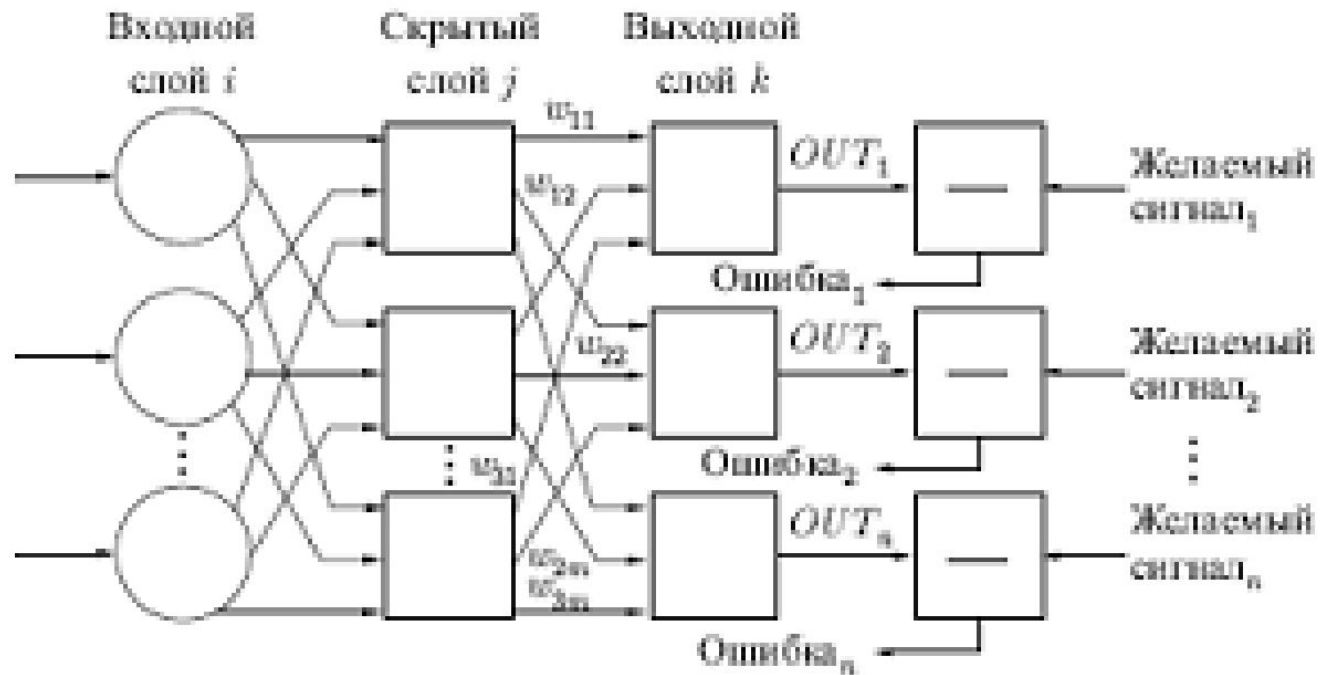 Входной
слой i
Скрытый
слой j
Выходной
слой k
w₁₁
w₁₂
w₂₂
w₃₁
w₂ₘ
w₃ₘ
OUT₁
Желаемый
сигнал₁
Ошибка₁
OUT₂
Желаемый
сигнал₂
Ошибка₂
OUTₙ
Желаемый
сигналₙ
Ошибкаₙ